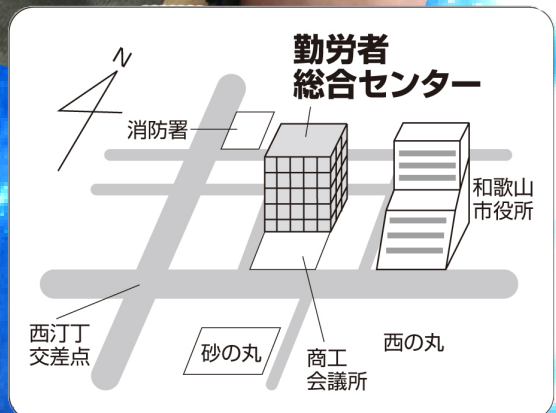 N
勤労者
総合センター
消防署
和歌山
市役所
西汀丁
交差点
砂の丸
商工
会議所
西の丸